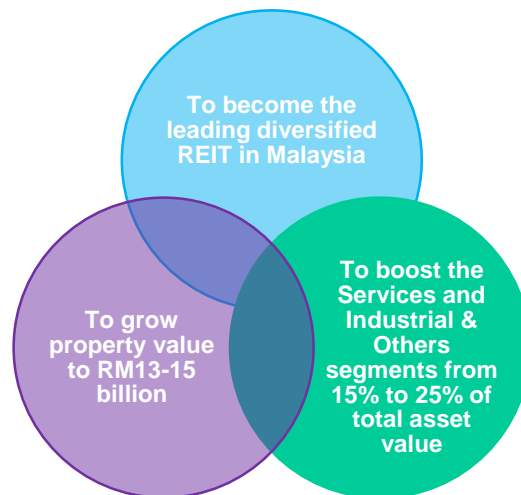 To become the
leading diversified
REIT in Malaysia
To grow
property value
to RM13-15
billion
To boost the
Services and
Industrial &
Others
segments from
15% to 25% of
total asset
value